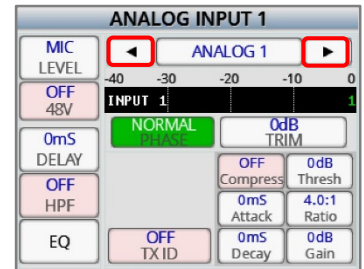 ANALOG INPUT 1
MIC
LEVEL
◄ ANALOG 1 ►
-40 -30 -20 -10 0
OFF
48V
INPUT 1 1
NORMAL
PHASE
0dB
TRIM
0mS
DELAY
OFF
Compress
0dB
Thresh
OFF
HPF
0mS
Attack
4.0:1
Ratio
EQ
OFF
TX ID
0mS
Decay
0dB
Gain